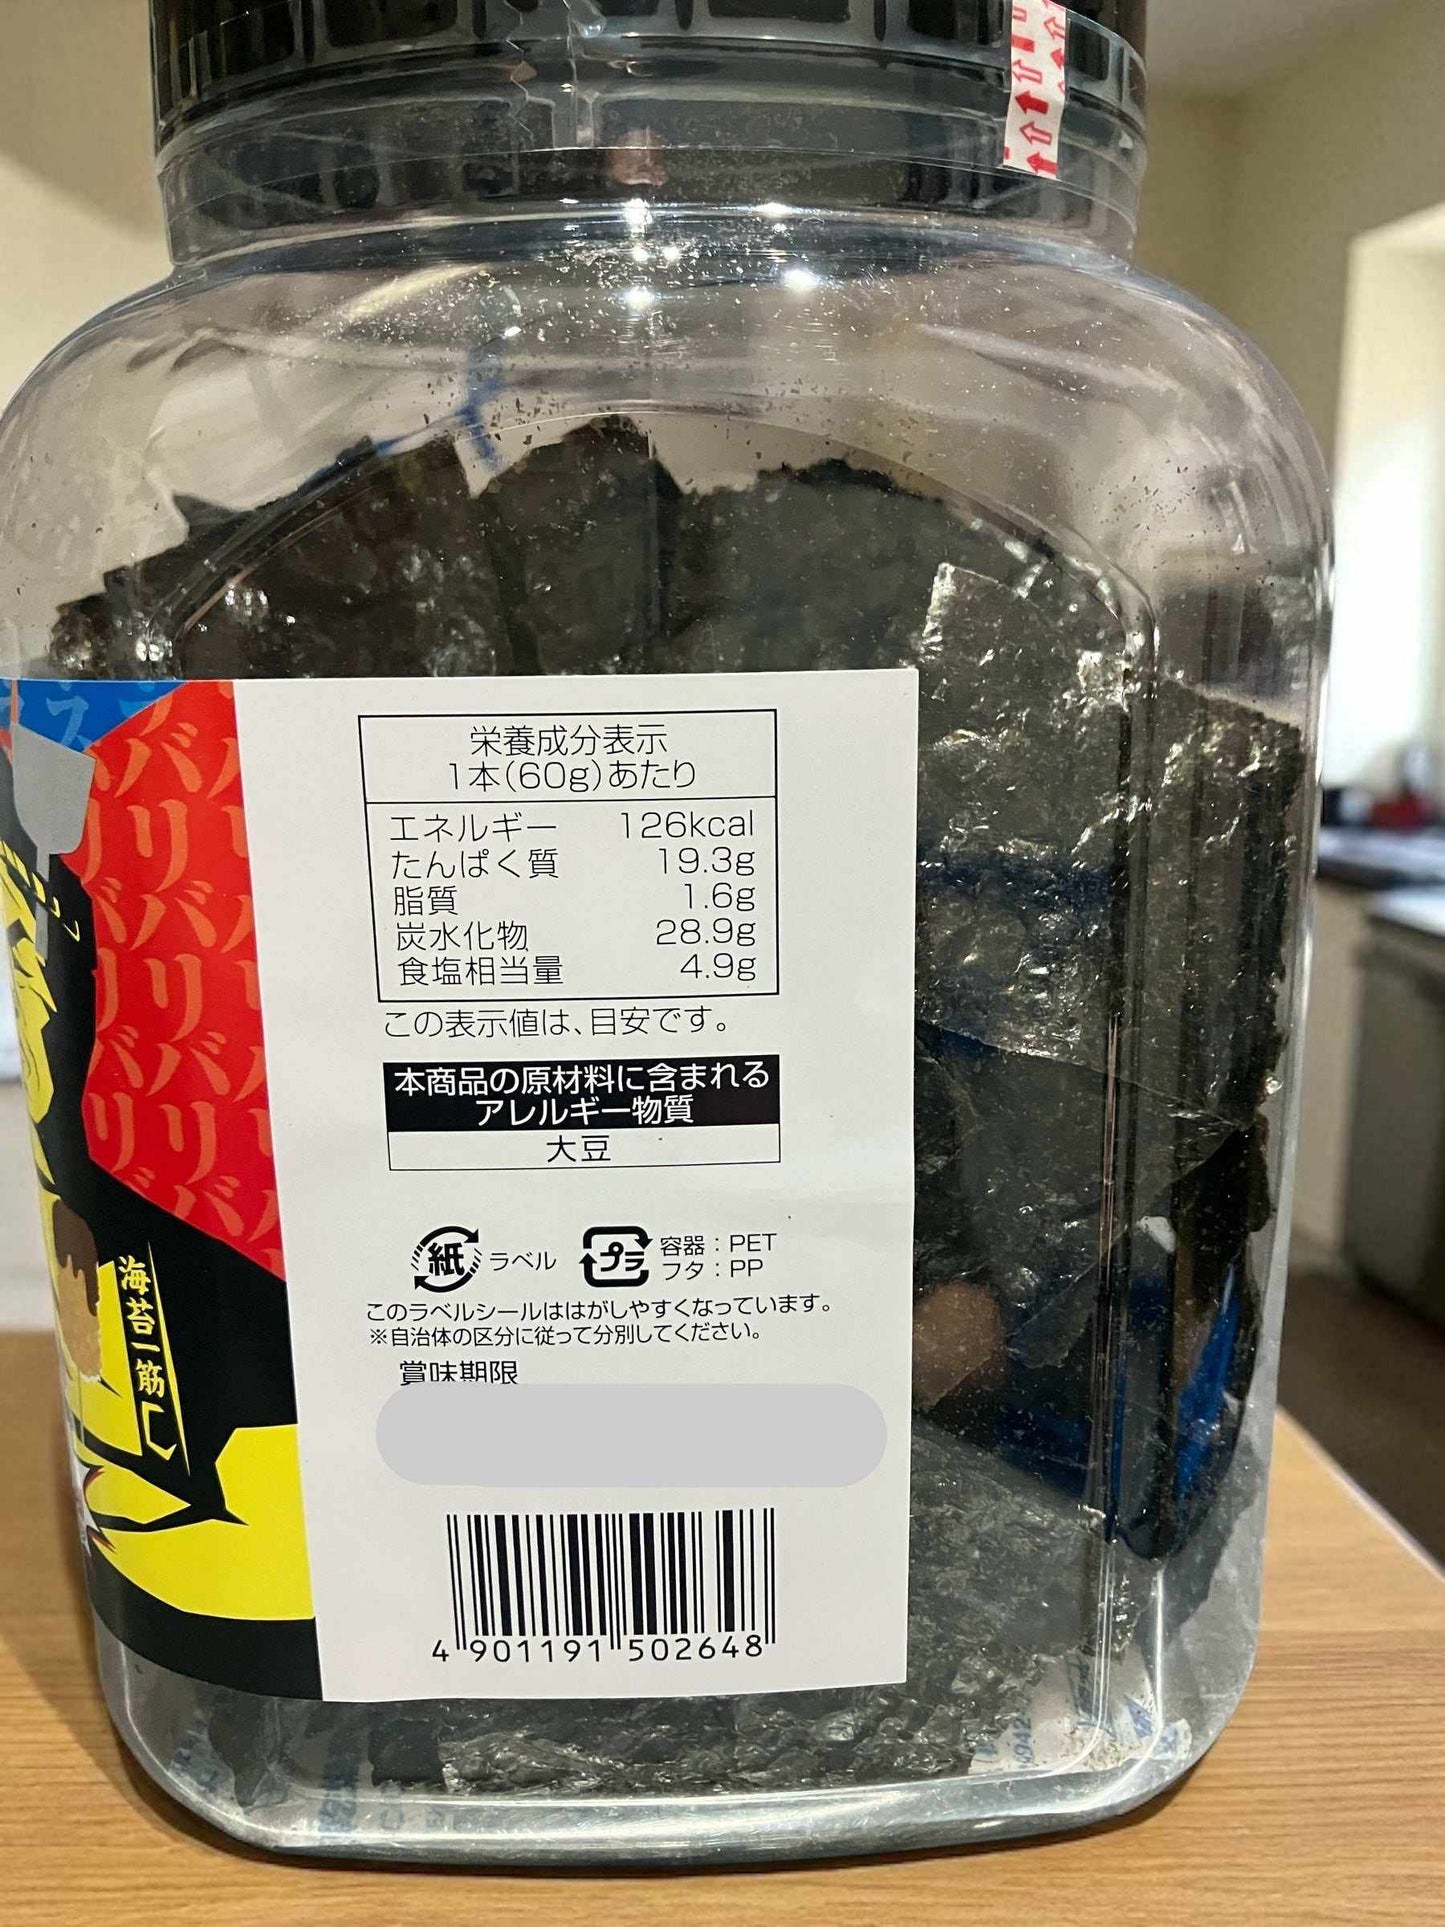 栄養成分表示
1本(60g)あたり
エネルギー 126kcal
たんぱく質 19.3g
脂質 1.6g
炭水化物 28.9g
食塩相当量 4.9g
この表示値は、目安です。
本商品の原材料に含まれる
アレルギー物質
大豆
紙 ラベル
プラ 容器：PET
フタ：PP
このラベルシールははがしやすくなっています。
※自治体の区分に従って分別してください。
賞味期限
4 901191 502648
海苔一筋
バリ
バリ
バリ